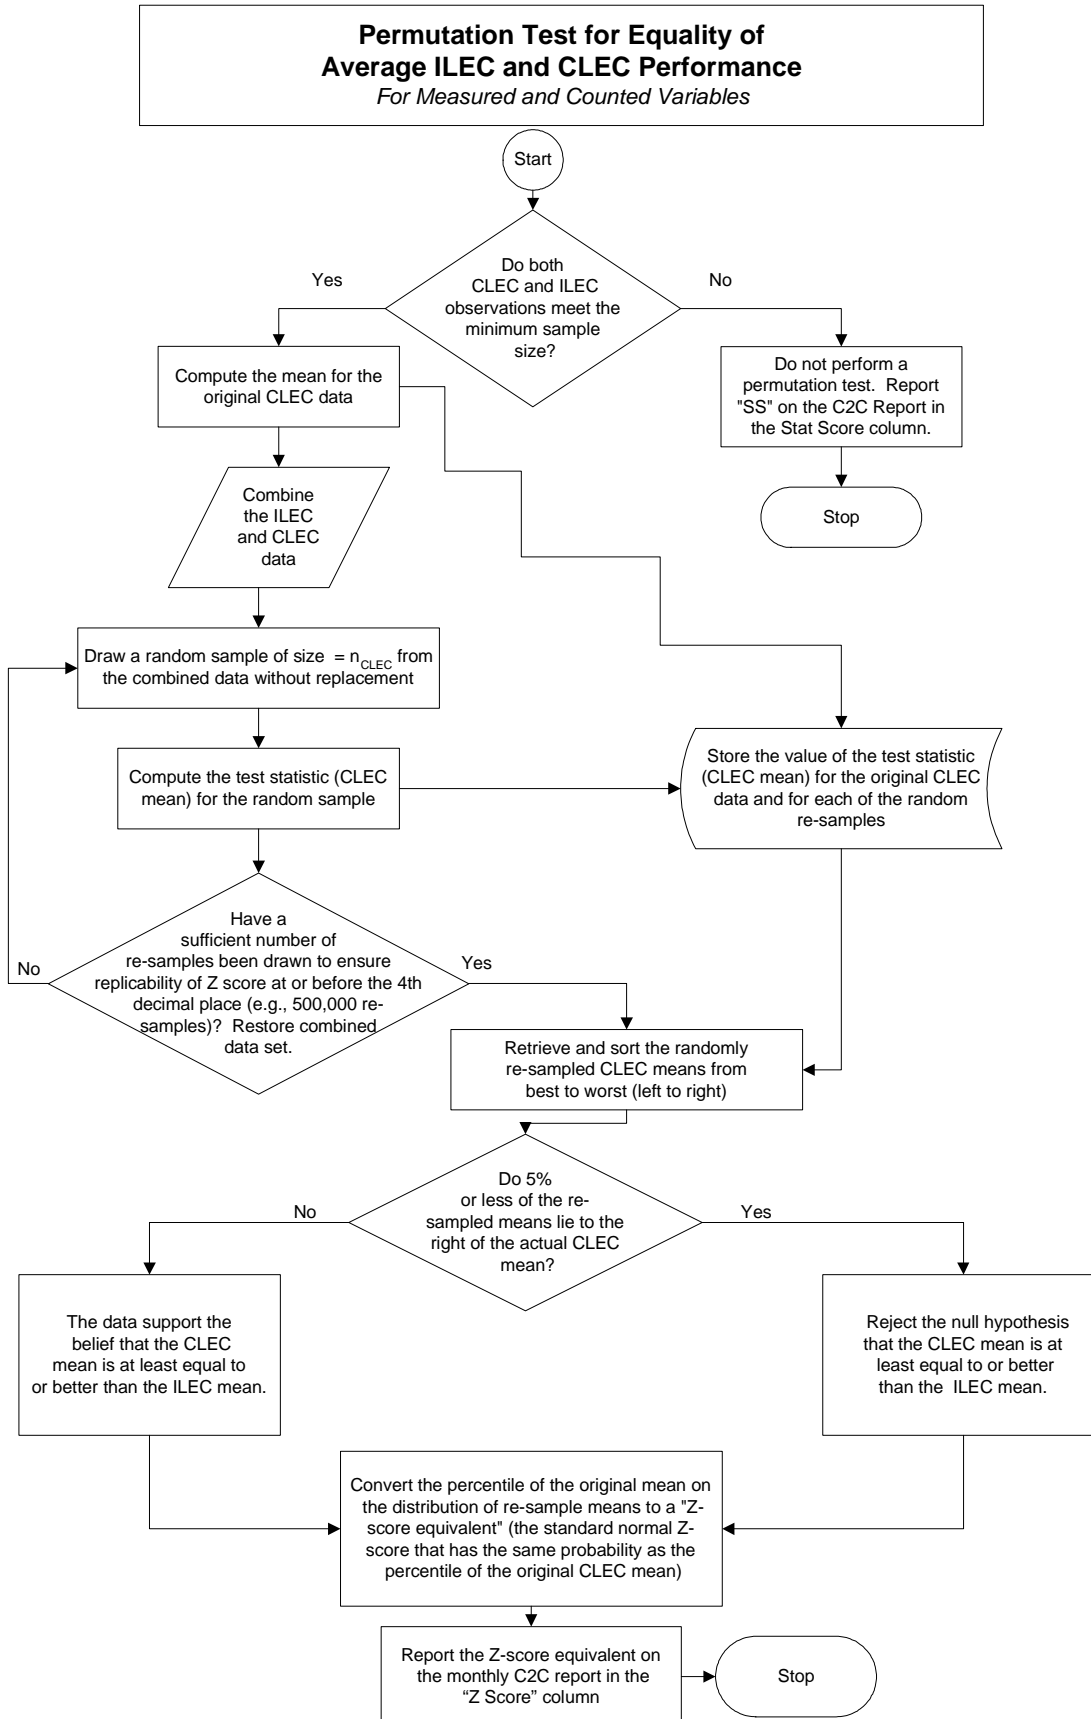 Permutation Test for Equality of
Average ILEC and CLEC Performance
For Measured and Counted Variables
Start
Do both
CLEC and ILEC
observations meet the
minimum sample
size?
Yes
No
Compute the mean for the
original CLEC data
Do not perform a
permutation test. Report
"SS" on the C2C Report in
the Stat Score column.
Stop
Combine
the ILEC
and CLEC
data
Draw a random sample of size = nCLEC from
the combined data without replacement
Compute the test statistic (CLEC
mean) for the random sample
Store the value of the test statistic
(CLEC mean) for the original CLEC
data and for each of the random
re-samples
Have a
sufficient number of
re-samples been drawn to ensure
replicability of Z score at or before the 4th
decimal place (e.g., 500,000 re-
samples)? Restore combined
data set.
No
Yes
Retrieve and sort the randomly
re-sampled CLEC means from
best to worst (left to right)
Do 5%
or less of the re-
sampled means lie to the
right of the actual CLEC
mean?
No
Yes
The data support the
belief that the CLEC
mean is at least equal to
or better than the ILEC mean.
Reject the null hypothesis
that the CLEC mean is at
least equal to or better
than the ILEC mean.
Convert the percentile of the original mean on
the distribution of re-sample means to a "Z-
score equivalent" (the standard normal Z-
score that has the same probability as the
percentile of the original CLEC mean)
Report the Z-score equivalent on
the monthly C2C report in the
“Z Score” column
Stop